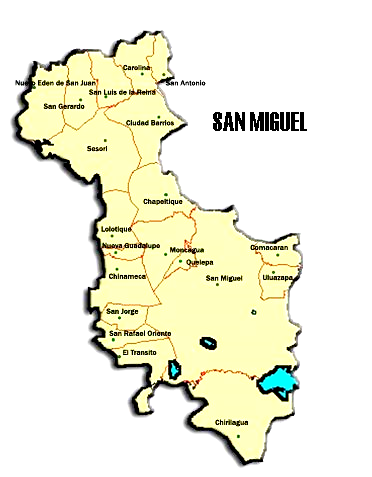 Carolina
Nuevo Eden de San Juan
San Antonio
San Luis de la Reina
San Gerardo
Ciudad Barrios
SAN MIGUEL
Sesori
Chapeltique
Lolotique
Nueva Guadalupe
Moncagua
Comacaran
Quelepa
Chinameca
San Miguel
Uluazapa
San Jorge
San Rafael Oriente
El Transito
Chirilagua